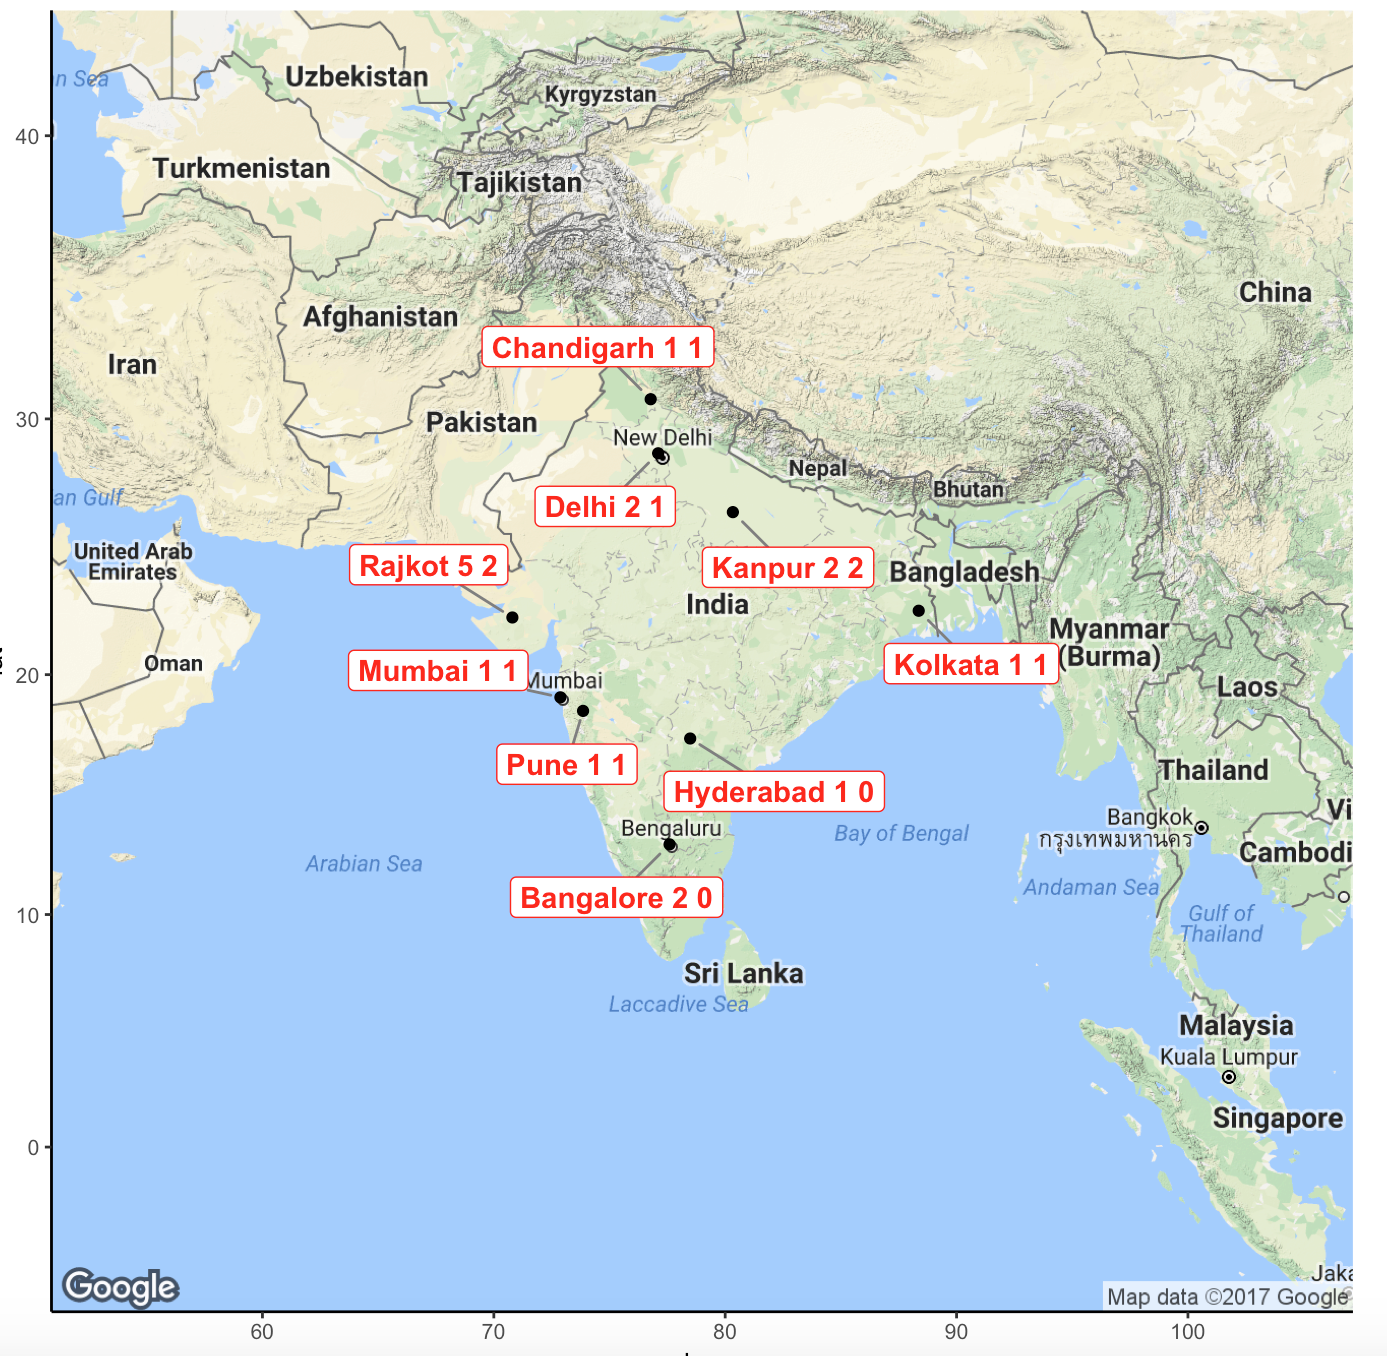 an Sea
Uzbekistan
Kyrgyzstan
40
Turkmenistan
Tajikistan
China
Afghanistan
Chandigarh 1 1
Iran
30
Pakistan
New Delhi
Nepal
Bhutan
an Gulf
Delhi 2 1
United Arab
Emirates
Rajkot 5 2
Kanpur 2 2
Bangladesh
India
Myanmar
(Burma)
Oman
Kolkata 1 1
20
Mumbai 1 1
Mumbai
Laos
Pune 1 1
Thailand
Hyderabad 1 0
Vi
Bangkok
กรุงเทพมหานคร
Bengaluru
Bay of Bengal
Cambodi
Arabian Sea
Andaman Sea
Bangalore 2 0
10
Gulf of
Thailand
Sri Lanka
Laccadive Sea
Malaysia
Kuala Lumpur
Singapore
0
Jaka
Google
Map data ©2017 Google
60
70
80
90
100